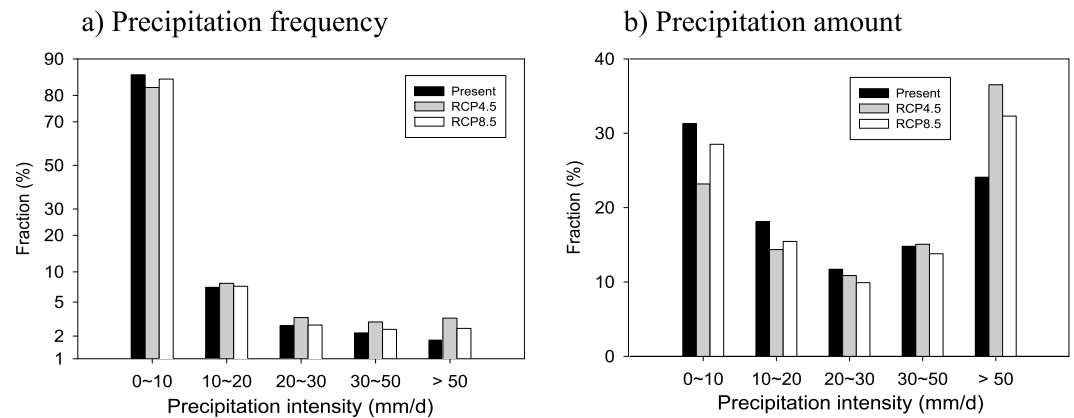 a) Precipitation frequency
90
80
70
50
30
20
10
5
2
1
Fraction (%)
Present
RCP4.5
RCP8.5
0~10 10~20 20~30 30~50 > 50
Precipitation intensity (mm/d)
b) Precipitation amount
40
30
20
10
0
Fraction (%)
Present
RCP4.5
RCP8.5
0~10 10~20 20~30 30~50 > 50
Precipitation intensity (mm/d)